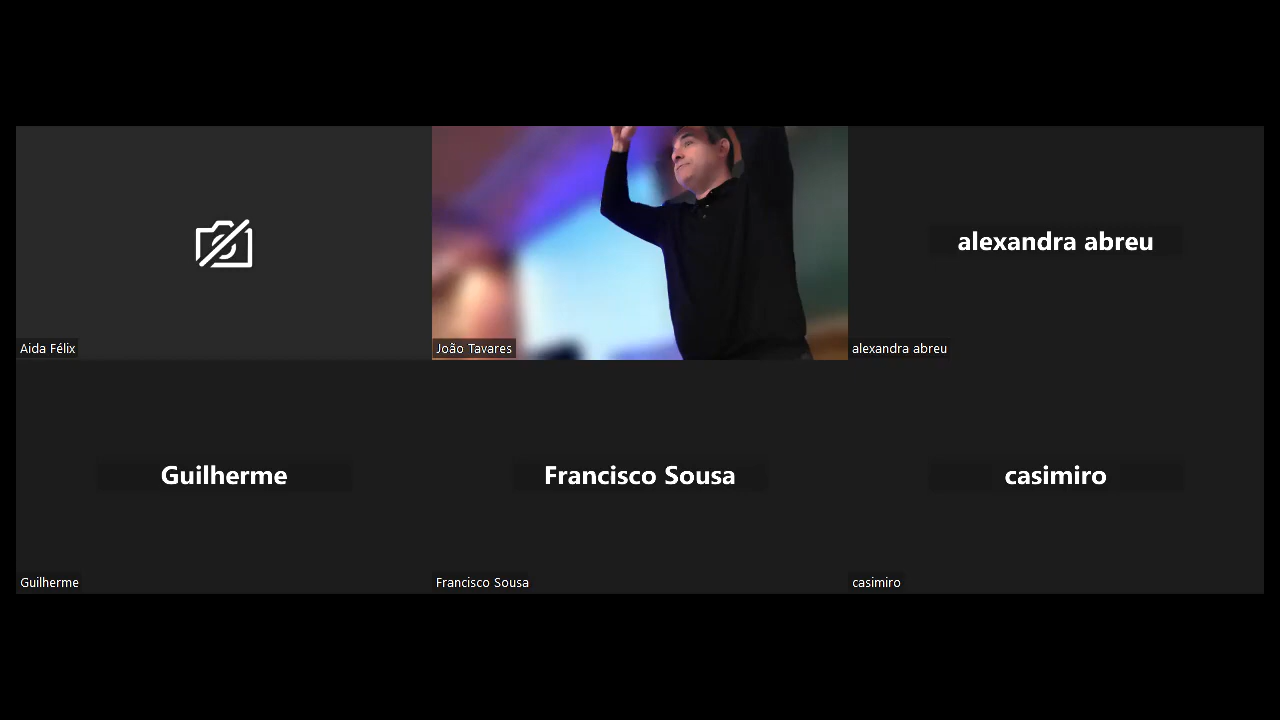 Aida Félix
João Tavares
alexandra abreu
alexandra abreu
Guilherme
Guilherme
Francisco Sousa
Francisco Sousa
casimiro
casimiro